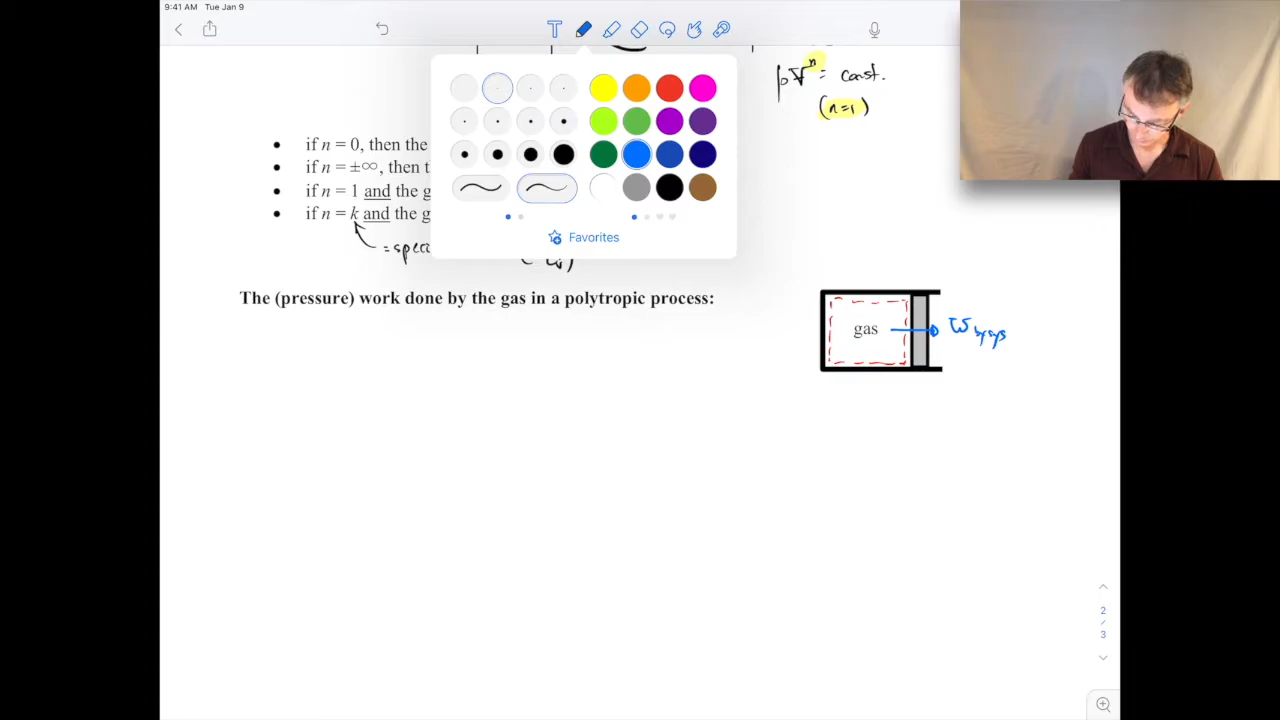 9:41 AM Tue Jan 9
pV^n = const.
(n=1)
• if n = 0, then the
• if n = ±∞, then t
• if n = 1 and the g
• if n = k and the g
Favorites
The (pressure) work done by the gas in a polytropic process:
gas
W by sys
2
/
3